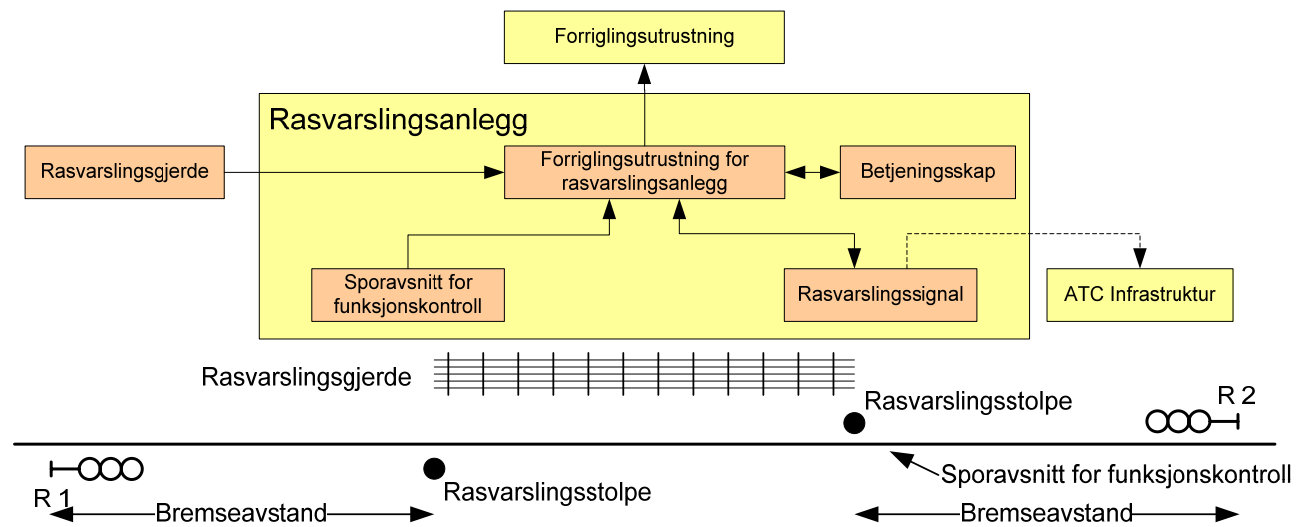 Forriglingsutrustning
Rasvarslingsanlegg
Rasvarslingsgjerde
Forriglingsutrustning for
rasvarslingsanlegg
Betjeningsskap
Sporavsnitt for
funksjonskontroll
Rasvarslingssignal
ATC Infrastruktur
Rasvarslingsgjerde
Rasvarslingsstolpe
R 2
Sporavsnitt for funksjonskontroll
R 1
Rasvarslingsstolpe
Bremseavstand
Bremseavstand